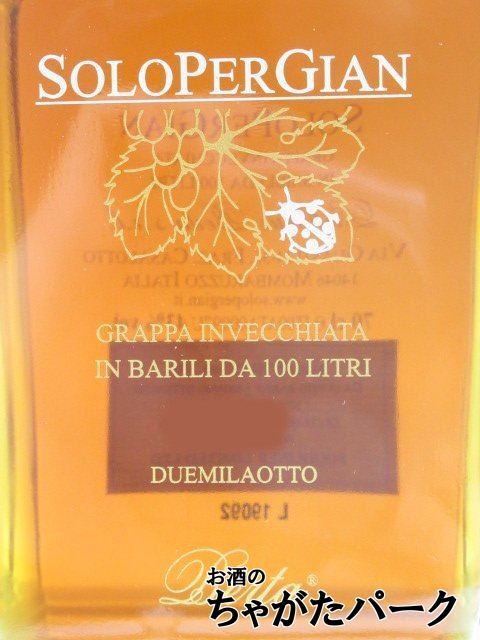 SOLOPERGIAN
GRAPPA INVECCHIATA
IN BARILI DA 100 LITRI
DUEMILAOTTO
L 19092
Berta®
お酒の
ちゃがたパーク